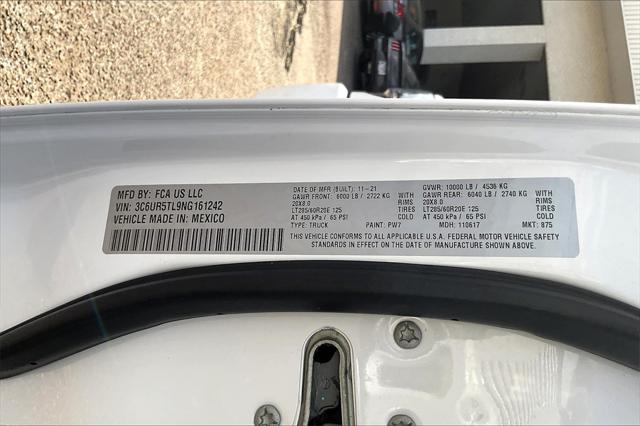 MFD BY: FCA US LLC
VIN: 3C6UR5TL9NG161242
VEHICLE MADE IN: MEXICO
DATE OF MFR (BUILT): 11-21
GAWR FRONT: 6000 LB / 2722 KG
20X8.0 RIMS
LT285/60R20E 125 TIRES
AT 450 kPa / 65 PSI
TYPE: TRUCK PAINT: PW7
GVWR: 10000 LB / 4536 KG
GAWR REAR: 6040 LB / 2740 KG
20X8.0 RIMS
LT285/60R20E 125 TIRES
AT 450 kPa / 65 PSI
MDH: 110617 MKT: 875
THIS VEHICLE CONFORMS TO ALL APPLICABLE U.S.A. FEDERAL MOTOR VEHICLE SAFETY
STANDARDS IN EFFECT ON THE DATE OF MANUFACTURE SHOWN ABOVE.